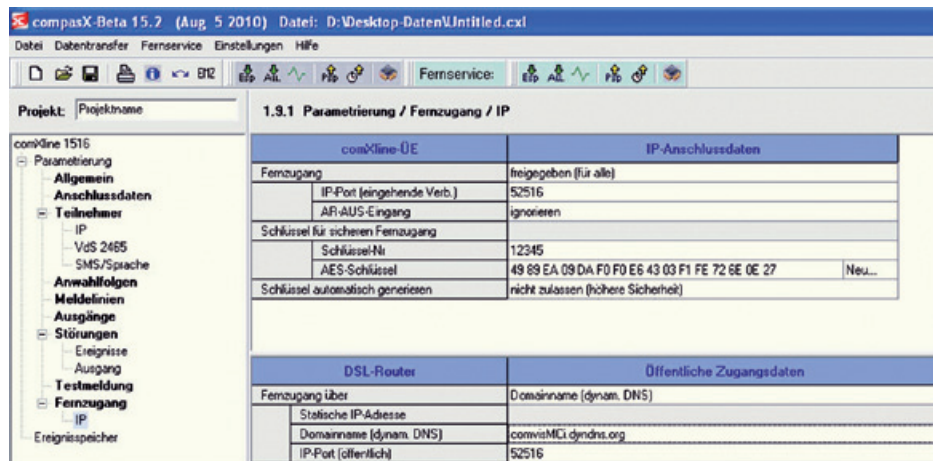 compasX-Beta 15.2 (Aug 5 2010) Datei: D:\Desktop-Daten\Untitled.cxl
Datei Datentransfer Fernservice Einstellungen Hilfe
B12 Fernservice:
Projekt: Projektname
1.9.1 Parametrierung / Fernzugang / IP
comXline 1516
Parametrierung
Allgemein
Anschlussdaten
Teilnehmer
IP
VdS 2465
SMS/Sprache
Anwahlfolgen
Meldelinien
Ausgänge
Störungen
Ereignisse
Ausgang
Testmeldung
Fernzugang
IP
Ereignisspeicher
comXline-ÜE IP-Anschlussdaten
Fernzugang freigegeben (für alle)
IP-Port (eingehende Verb.) 52516
AR-AUS-Eingang ignorieren
Schlüssel für sicheren Fernzugang
Schlüssel-Nr 12345
AES-Schlüssel 49 89 EA 09 DA F0 F0 E6 43 03 F1 FE 72 6E 0E 27 Neu...
Schlüssel automatisch generieren nicht zulassen (höhere Sicherheit)
DSL-Router Öffentliche Zugangsdaten
Fernzugang über Domainname (dynam. DNS)
Statische IP-Adresse
Domainname (dynam. DNS) comvisMCi.dyndns.org
IP-Port (öffentlich) 52516